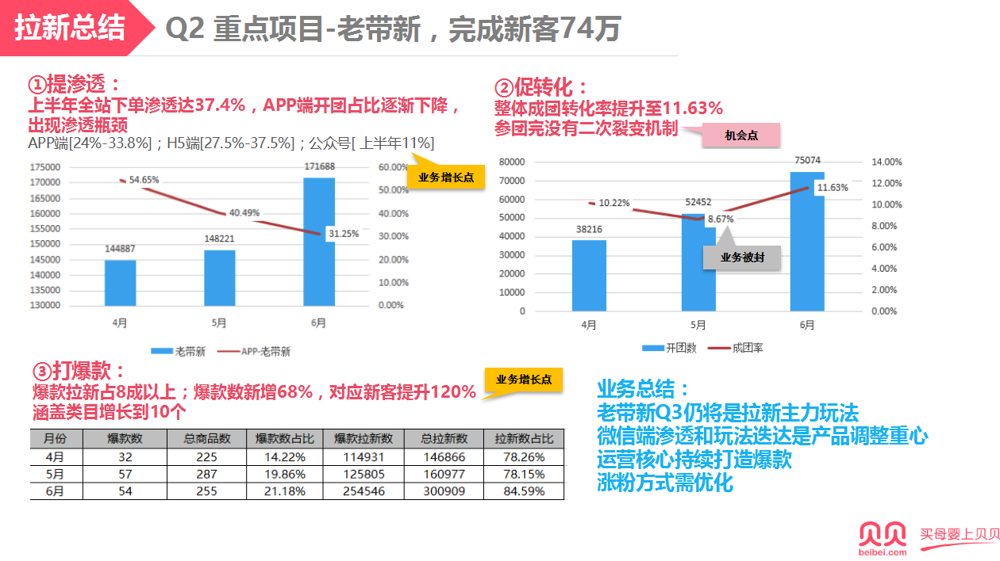 拉新总结
Q2 重点项目-老带新，完成新客74万
①提渗透：
上半年全站下单渗透达37.4%，APP端开团占比逐渐下降，
出现渗透瓶颈
APP端[24%-33.8%]；H5端[27.5%-37.5%]；公众号[ 上半年11%]
业务增长点
175000
170000
165000
160000
155000
150000
145000
140000
135000
130000
60.00%
50.00%
40.00%
30.00%
20.00%
10.00%
0.00%
144887
148221
171688
54.65%
40.49%
31.25%
4月
5月
6月
老带新
APP-老带新
②促转化：
整体成团转化率提升至11.63%
参团完没有二次裂变机制
机会点
80000
70000
60000
50000
40000
30000
20000
10000
0
14.00%
12.00%
10.00%
8.00%
6.00%
4.00%
2.00%
0.00%
38216
52452
75074
10.22%
8.67%
11.63%
业务被封
4月
5月
6月
开团数
成团率
③打爆款：
爆款拉新占8成以上；爆款数新增68%，对应新客提升120%
涵盖类目增长到10个
业务增长点
月份 爆款数 总商品数 爆款数占比 爆款拉新数 总拉新数 拉新数占比
4月 32 225 14.22% 114931 146866 78.26%
5月 57 287 19.86% 125805 160977 78.15%
6月 54 255 21.18% 254546 300909 84.59%
业务总结：
老带新Q3仍将是拉新主力玩法
微信端渗透和玩法迭达是产品调整重心
运营核心持续打造爆款
涨粉方式需优化
贝贝
beibei.com
买母婴上贝贝